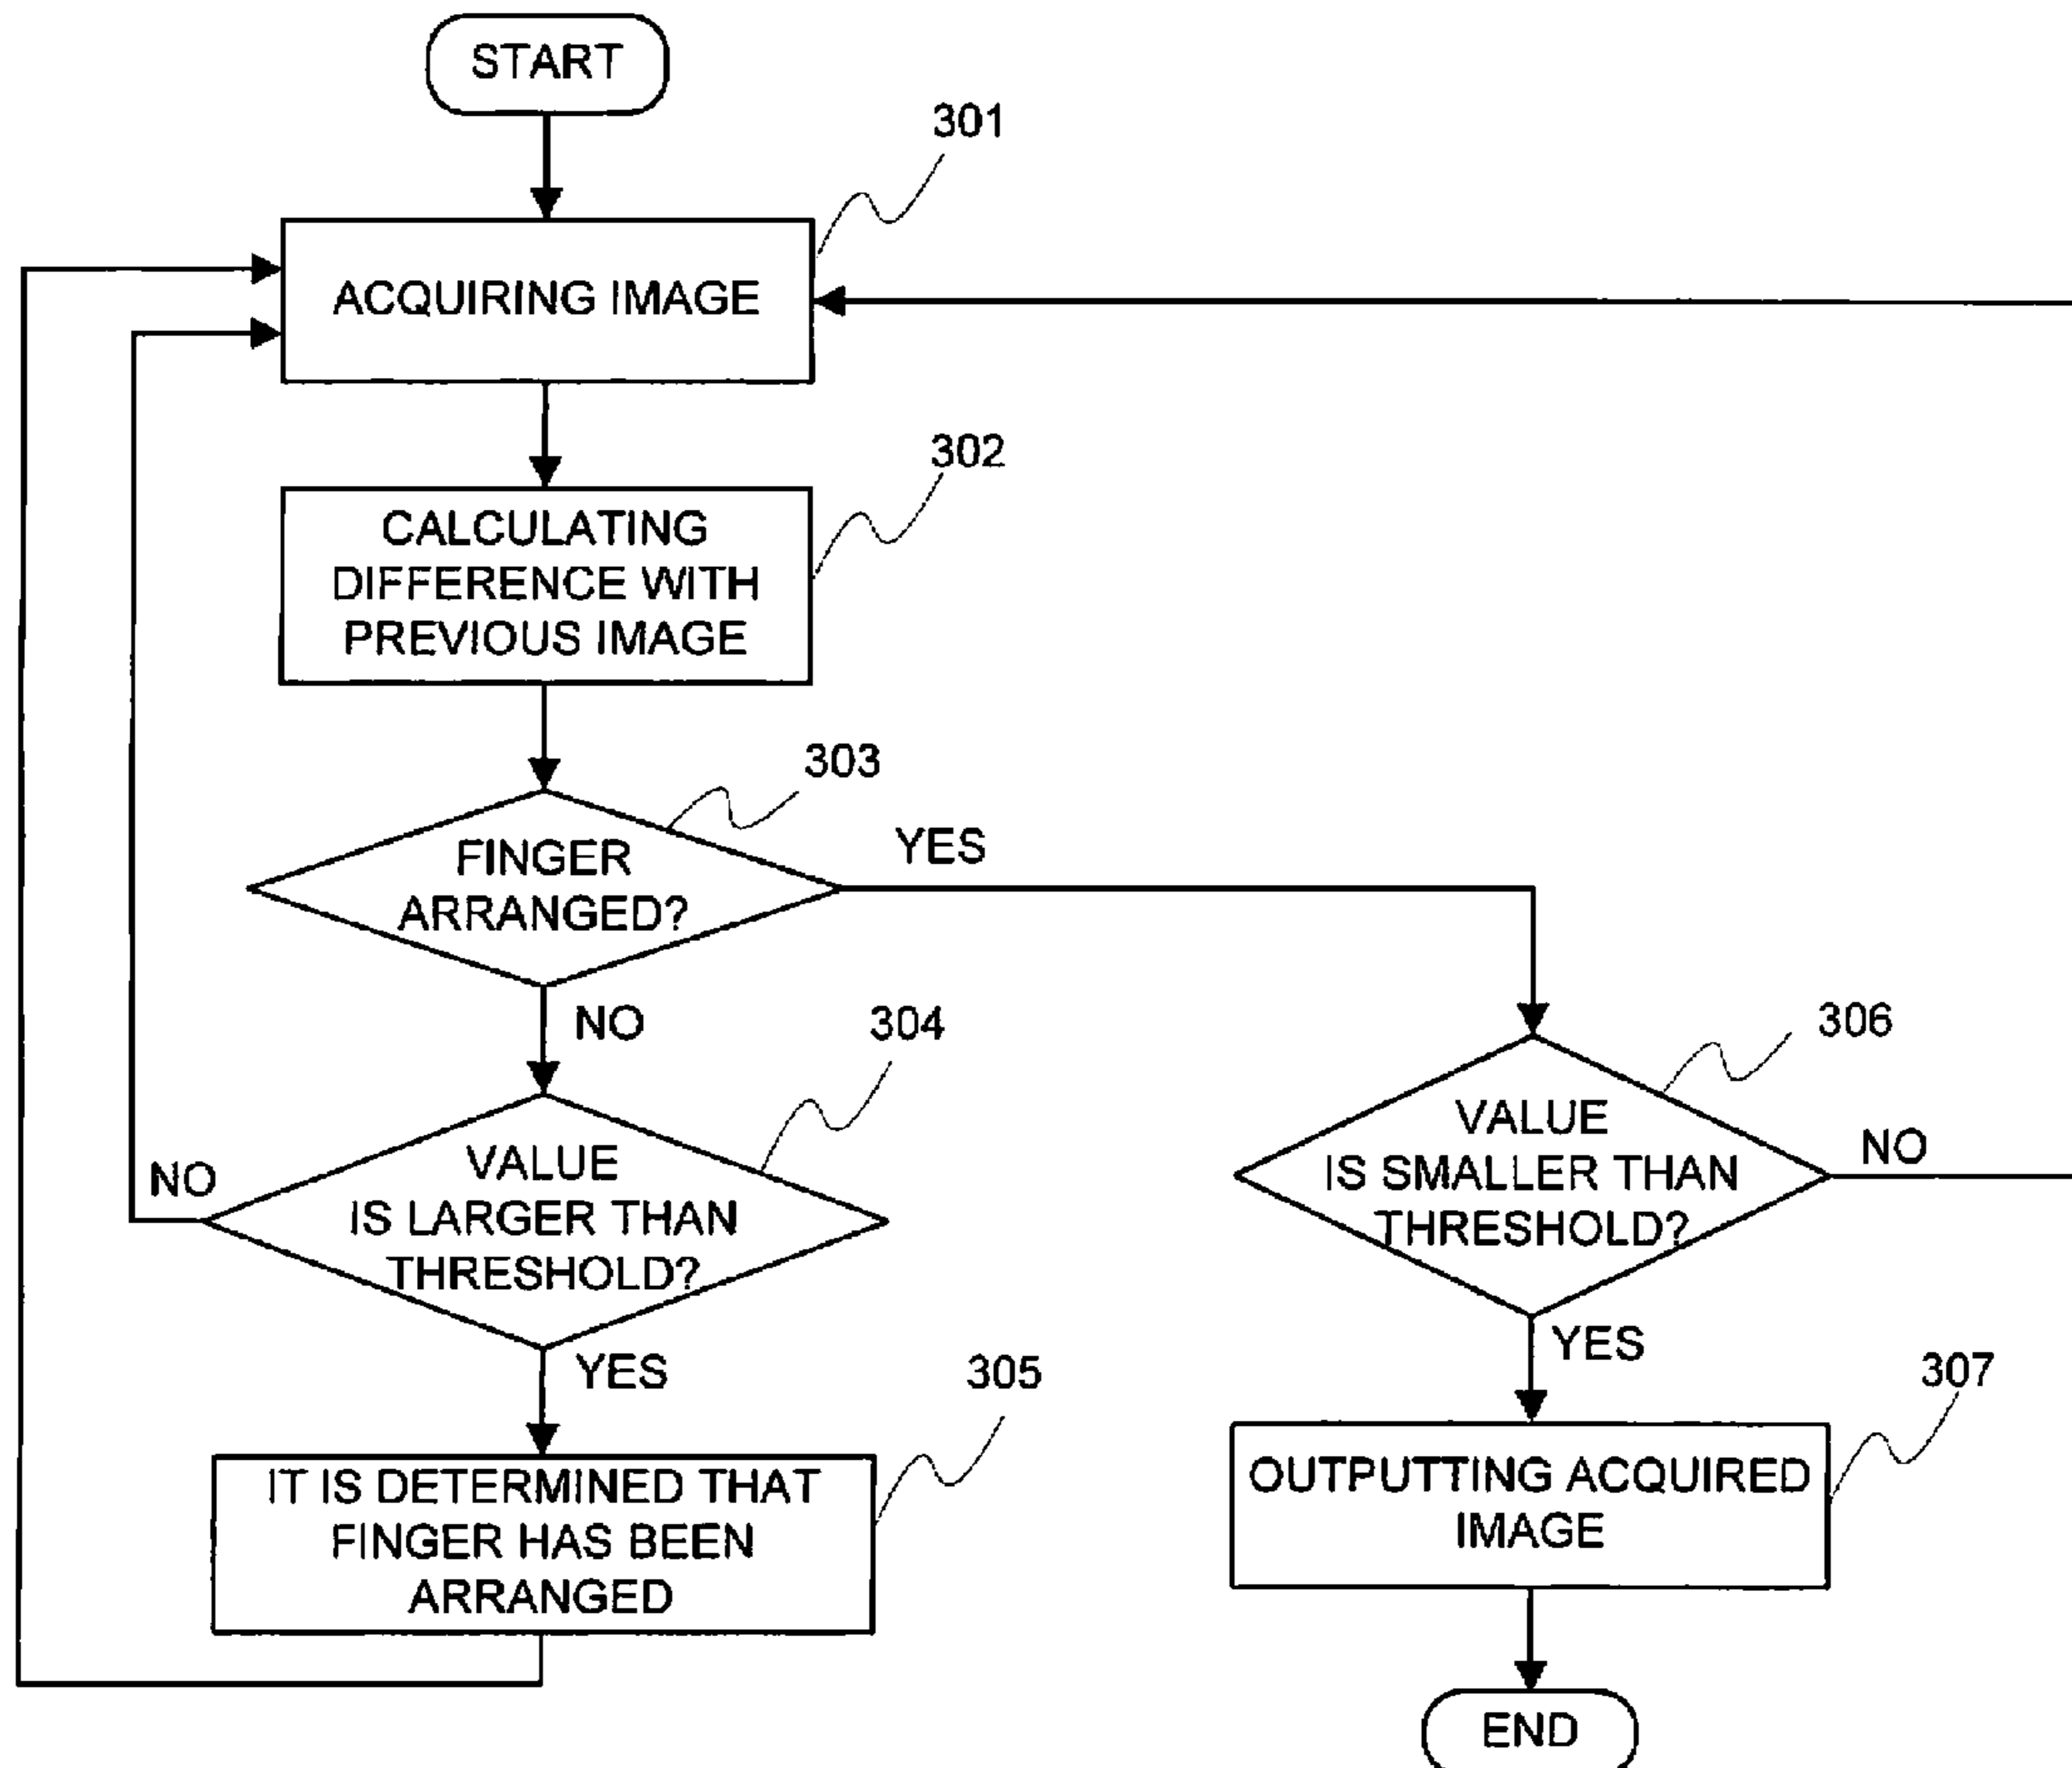 START
301
ACQUIRING IMAGE
302
CALCULATING
DIFFERENCE WITH
PREVIOUS IMAGE
303
FINGER
ARRANGED?
YES
NO
304
VALUE
IS LARGER THAN
THRESHOLD?
NO
YES
305
IT IS DETERMINED THAT
FINGER HAS BEEN
ARRANGED
306
VALUE
IS SMALLER THAN
THRESHOLD?
NO
YES
307
OUTPUTTING ACQUIRED
IMAGE
END